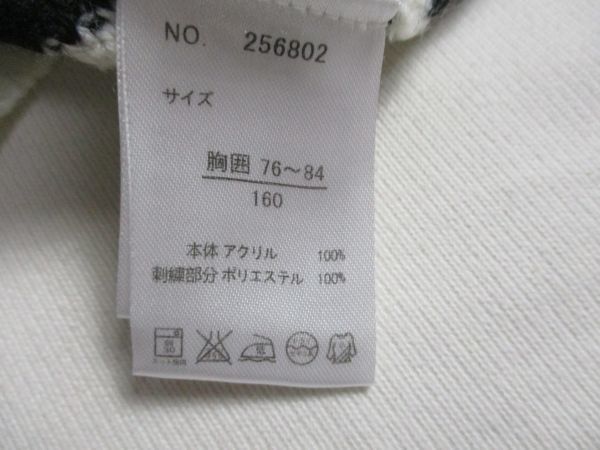 NO. 256802
サイズ
胸囲 76～84
160
本体 アクリル 100%
刺繍部分 ポリエステル 100%
低